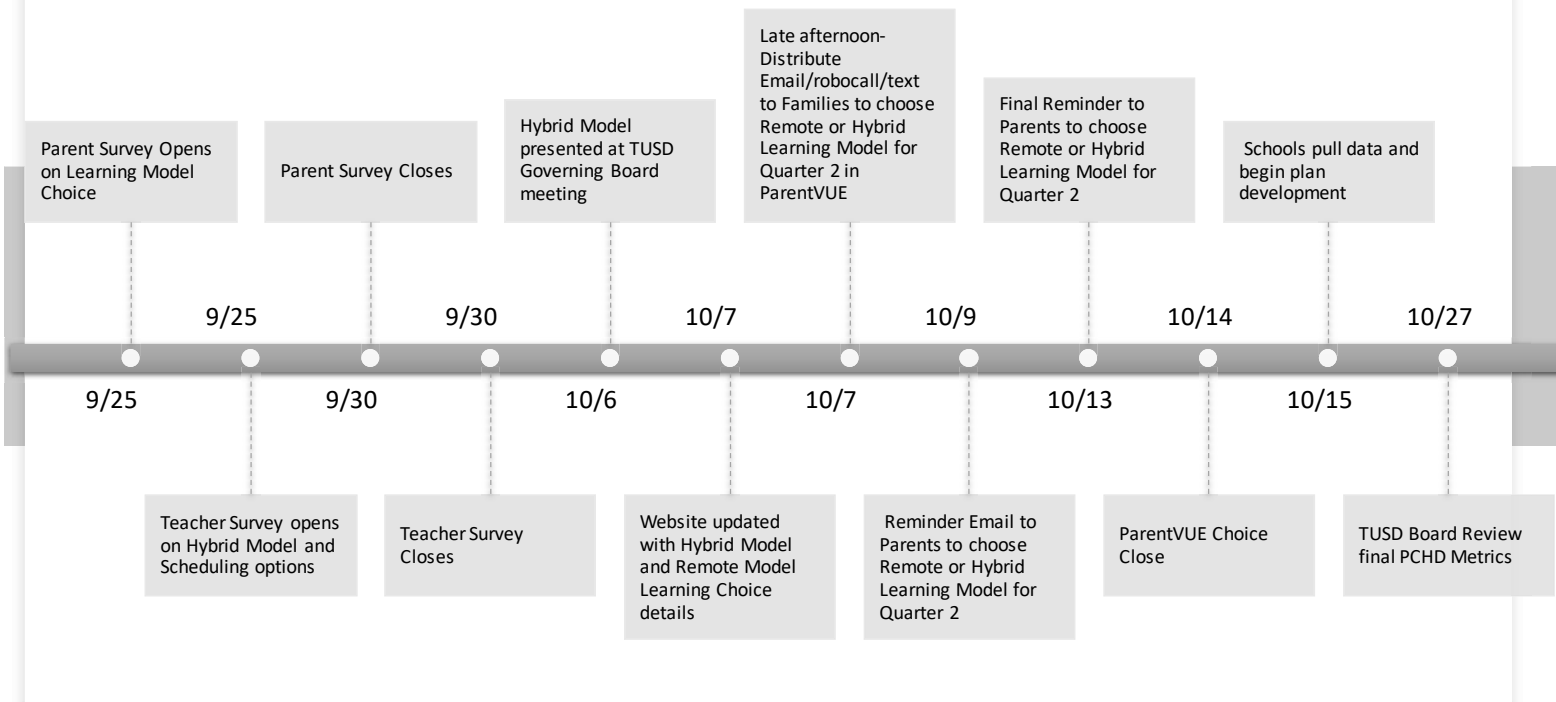 Late afternoon-
Distribute
Email/robocall/text
to Families to choose
Remote or Hybrid
Learning Model for
Quarter 2 in
ParentVUE
Final Reminder to
Parents to choose
Remote or Hybrid
Learning Model for
Quarter 2
Hybrid Model
presented at TUSD
Governing Board
meeting
Parent Survey Opens
on Learning Model
Choice
Parent Survey Closes
Schools pull data and
begin plan
development
9/25
9/30
10/7
10/9
10/14
10/27
9/25
9/30
10/6
10/7
10/13
10/15
Teacher Survey opens
on Hybrid Model and
Scheduling options
Teacher Survey
Closes
Website updated
with Hybrid Model
and Remote Model
Learning Choice
details
Reminder Email to
Parents to choose
Remote or Hybrid
Learning Model for
Quarter 2
ParentVUE Choice
Close
TUSD Board Review
final PCHD Metrics